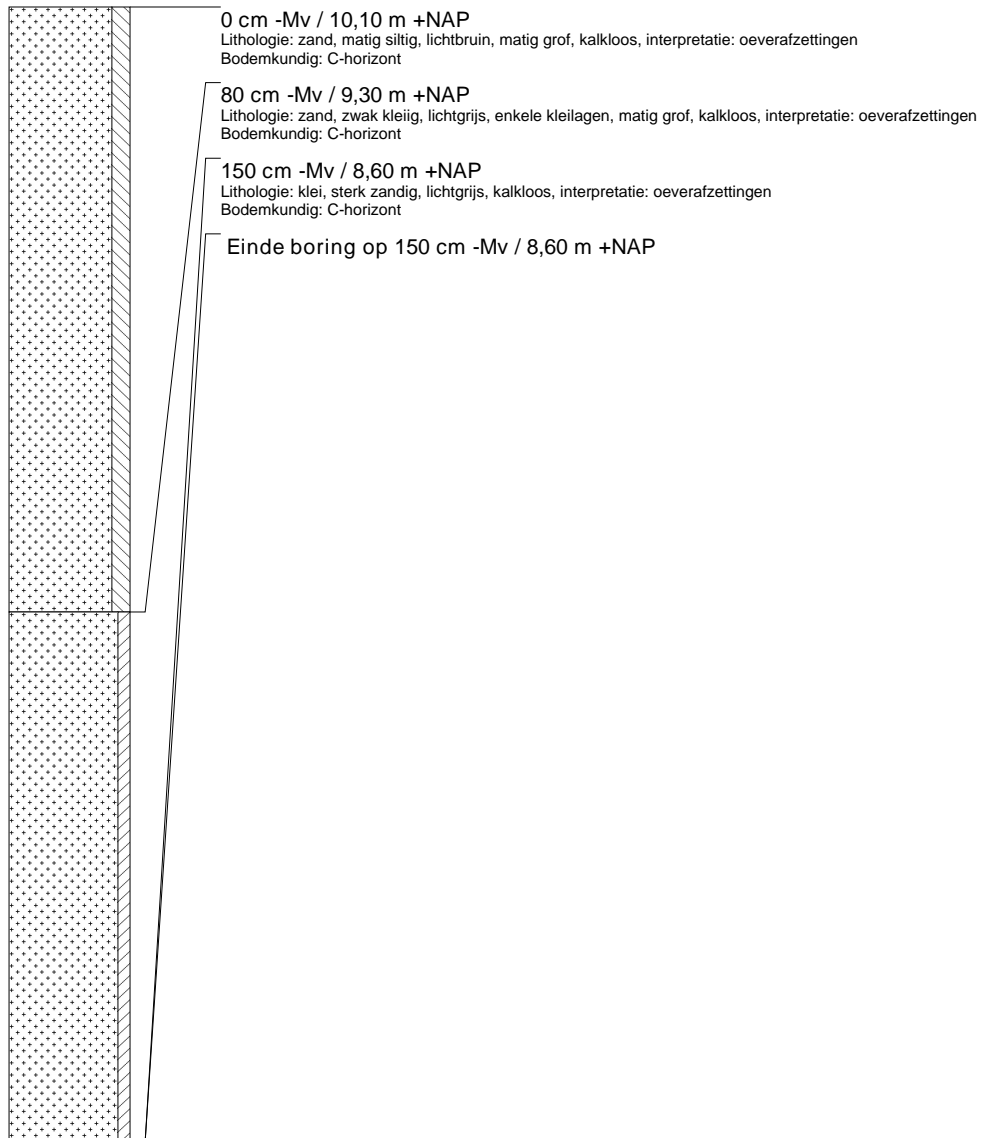 0 cm -Mv / 10,10 m +NAP
Lithologie: zand, matig siltig, lichtbruin, matig grof, kalkloos, interpretatie: oeverafzettingen
Bodemkundig: C-horizont
80 cm -Mv / 9,30 m +NAP
Lithologie: zand, zwak kleiig, lichtgrijs, enkele kleilagen, matig grof, kalkloos, interpretatie: oeverafzettingen
Bodemkundig: C-horizont
150 cm -Mv / 8,60 m +NAP
Lithologie: klei, sterk zandig, lichtgrijs, kalkloos, interpretatie: oeverafzettingen
Bodemkundig: C-horizont
Einde boring op 150 cm -Mv / 8,60 m +NAP